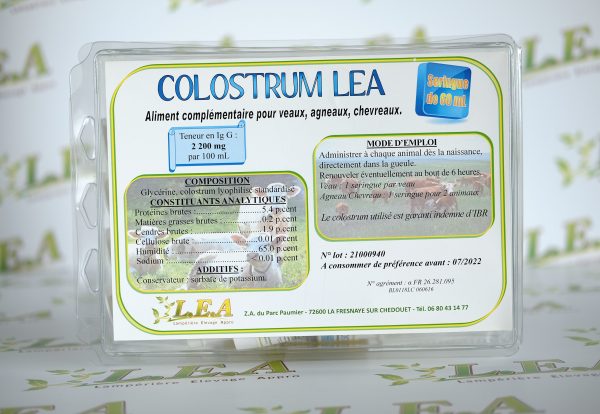 COLOSTRUM LEA
Seringue
de 60 mL
Aliment complémentaire pour veaux, agneaux, chevreaux.
Teneur en Ig G :
2 200 mg
par 100 mL
COMPOSITION
Glycérine, colostrum lyophilisé standardisé
CONSTITUANTS ANALYTIQUES
Protéines brutes : 5.4 p.cent
Matières grasses brutes : 0.2 p.cent
Cendres brutes : 1.9 p.cent
Cellulose brute : 0.01 p.cent
Humidité : 65.0 p.cent
Sodium : < 0.01 p.cent
ADDITIFS :
Conservateur : sorbate de potassium.
MODE D'EMPLOI
Administrer à chaque animal dès la naissance,
directement dans la gueule.
Renouveler éventuellement au bout de 6 heures.
Veau : 1 seringue par veau
Agneau/Chevreau : 1 seringue pour 2 animaux
Le colostrum utilisé est garanti indemne d'IBR
N° lot : 21000940
A consommer de préférence avant : 07/2022
N° agrément : α FR 26.281.095
L.E.A
Lamperière Elevage Appro
Z.A. du Parc Paumier - 72600 LA FRESNAYE SUR CHEDOUET - Tél. 06 80 43 14 77
L.E.A
Lamperière Elevage Appro